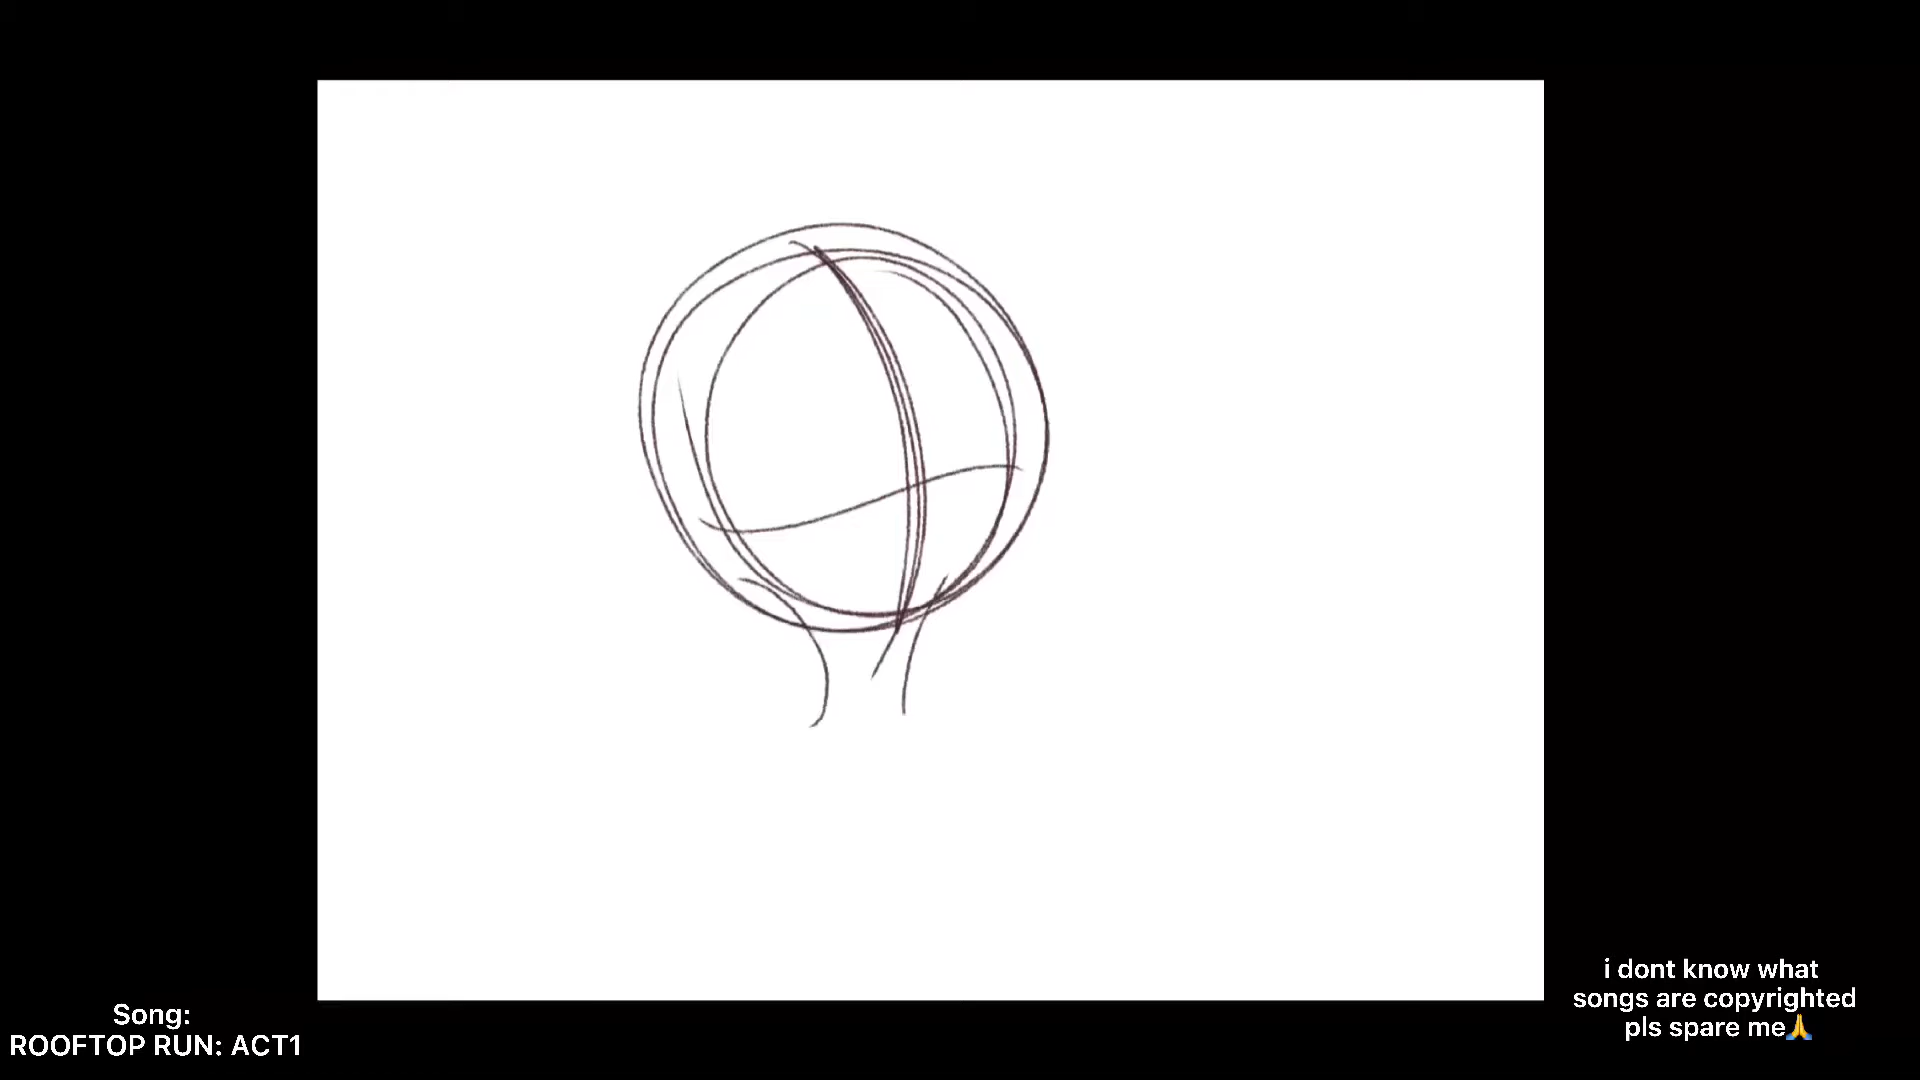 Song:
ROOFTOP RUN: ACT1
i dont know what
songs are copyrighted
pls spare me🙏